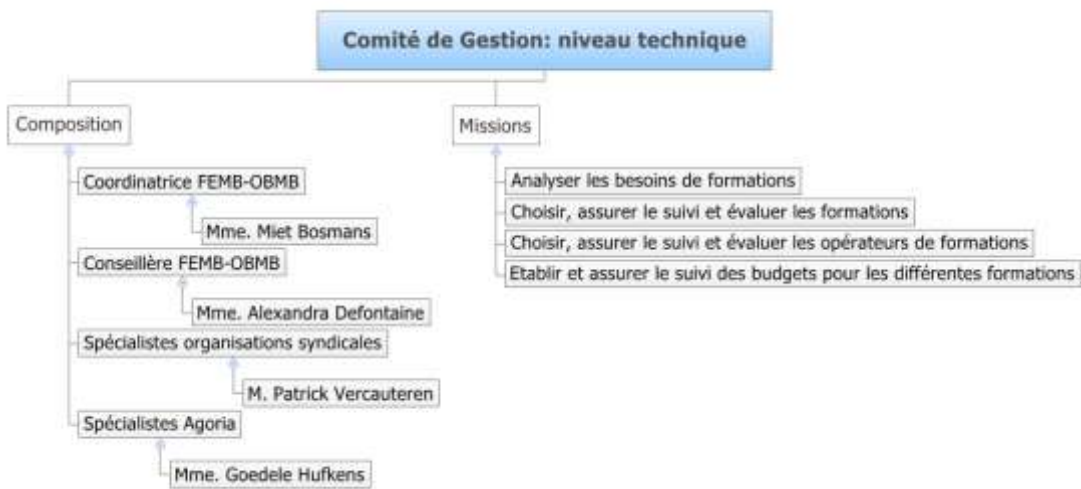 Comité de Gestion: niveau technique
Composition
Coordinatrice FEMB-OBMB
Mme. Miet Bosmans
Conseillère FEMB-OBMB
Mme. Alexandra Defontaine
Spécialistes organisations syndicales
M. Patrick Vercauteren
Spécialistes Agoria
Mme. Goedele Hufkens
Missions
Analyser les besoins de formations
Choisir, assurer le suivi et évaluer les formations
Choisir, assurer le suivi et évaluer les opérateurs de formations
Etablir et assurer le suivi des budgets pour les différentes formations